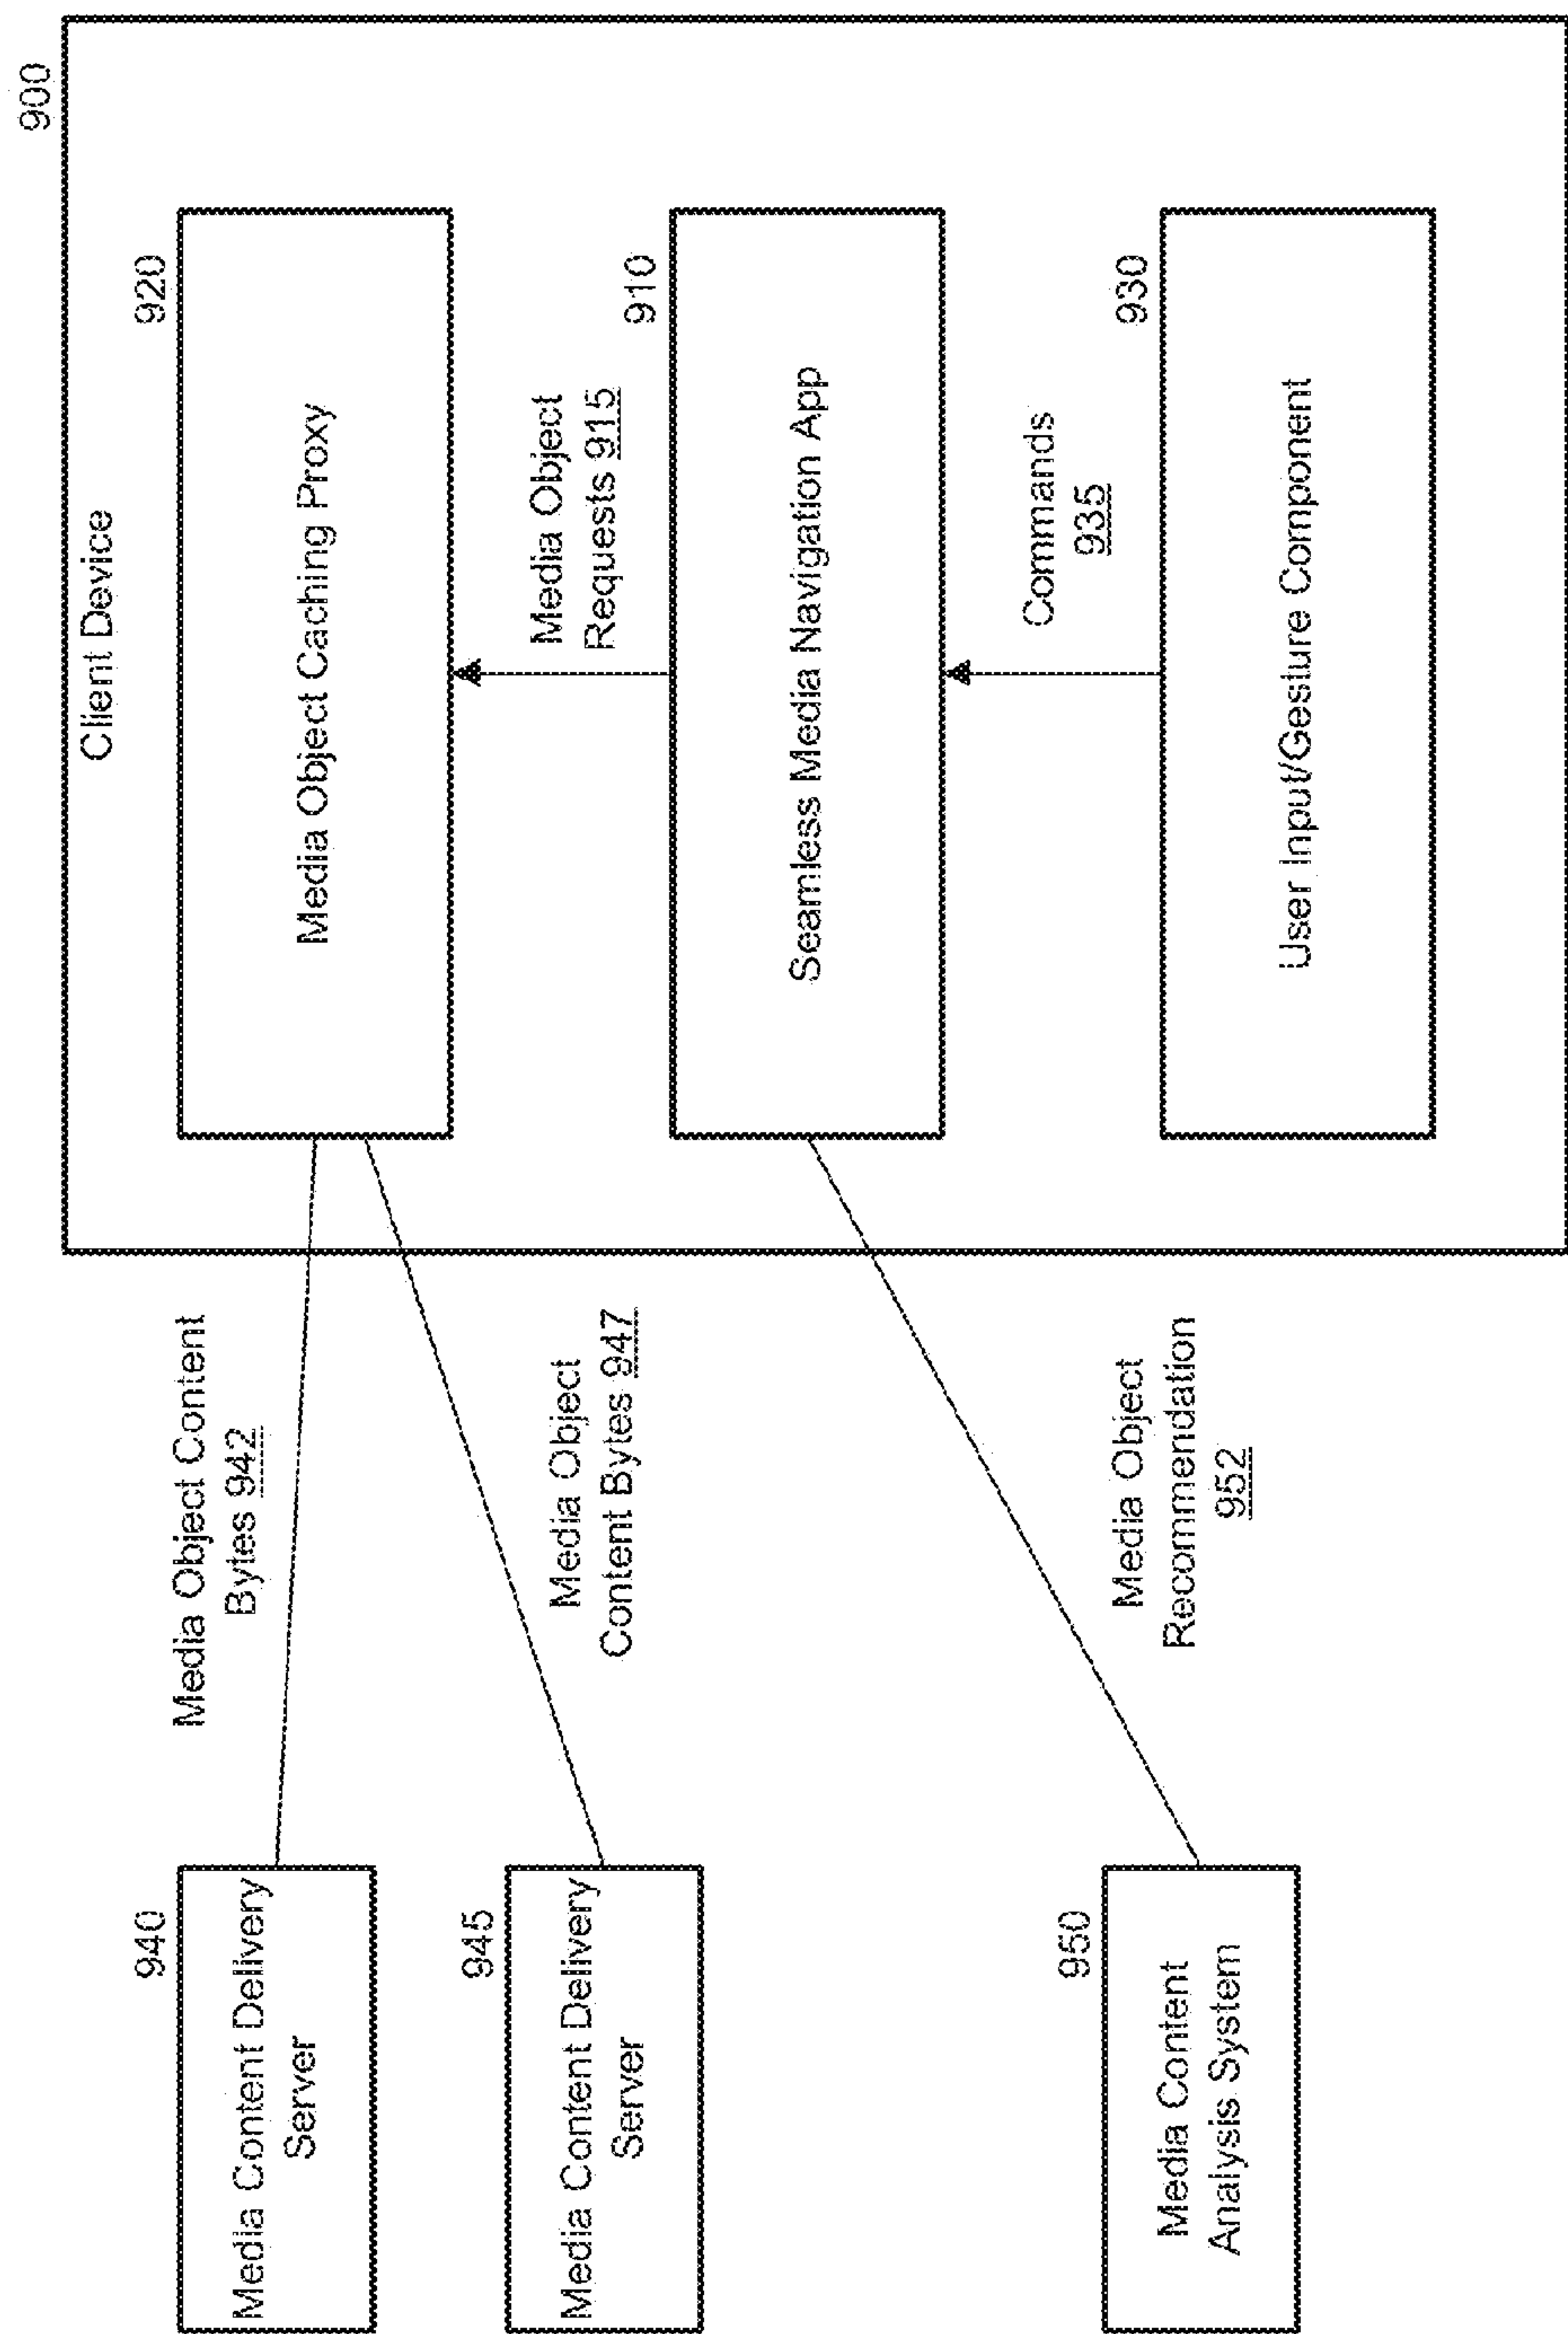 900
Client Device
920
Media Object Caching Proxy
Media Object
Requests 915
910
Seamless Media Navigation App
Commands
935
930
User Input/Gesture Component
Media Object Content
Bytes 942
Media Object
Content Bytes 947
Media Object
Recommendation
952
940
Media Content Delivery
Server
945
Media Content Delivery
Server
950
Media Content
Analysis System